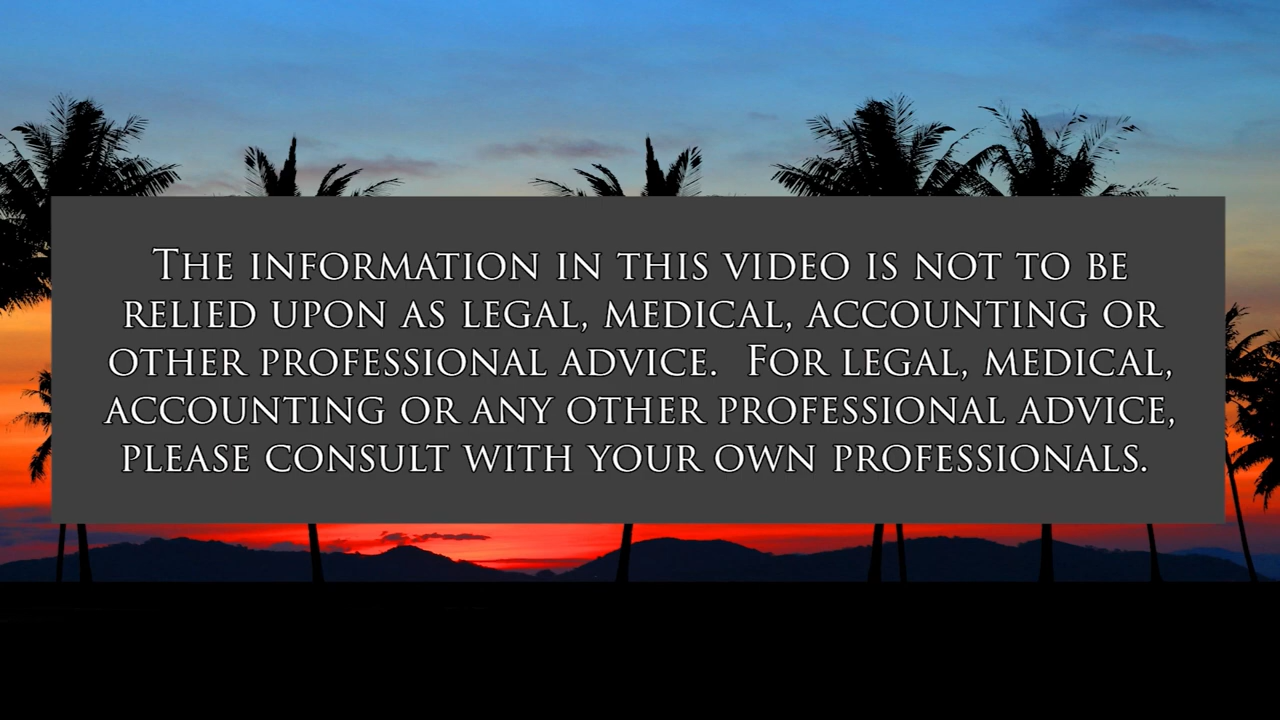 The information in this video is not to be
relied upon as legal, medical, accounting or
other professional advice.  For legal, medical,
accounting or any other professional advice,
please consult with your own professionals.